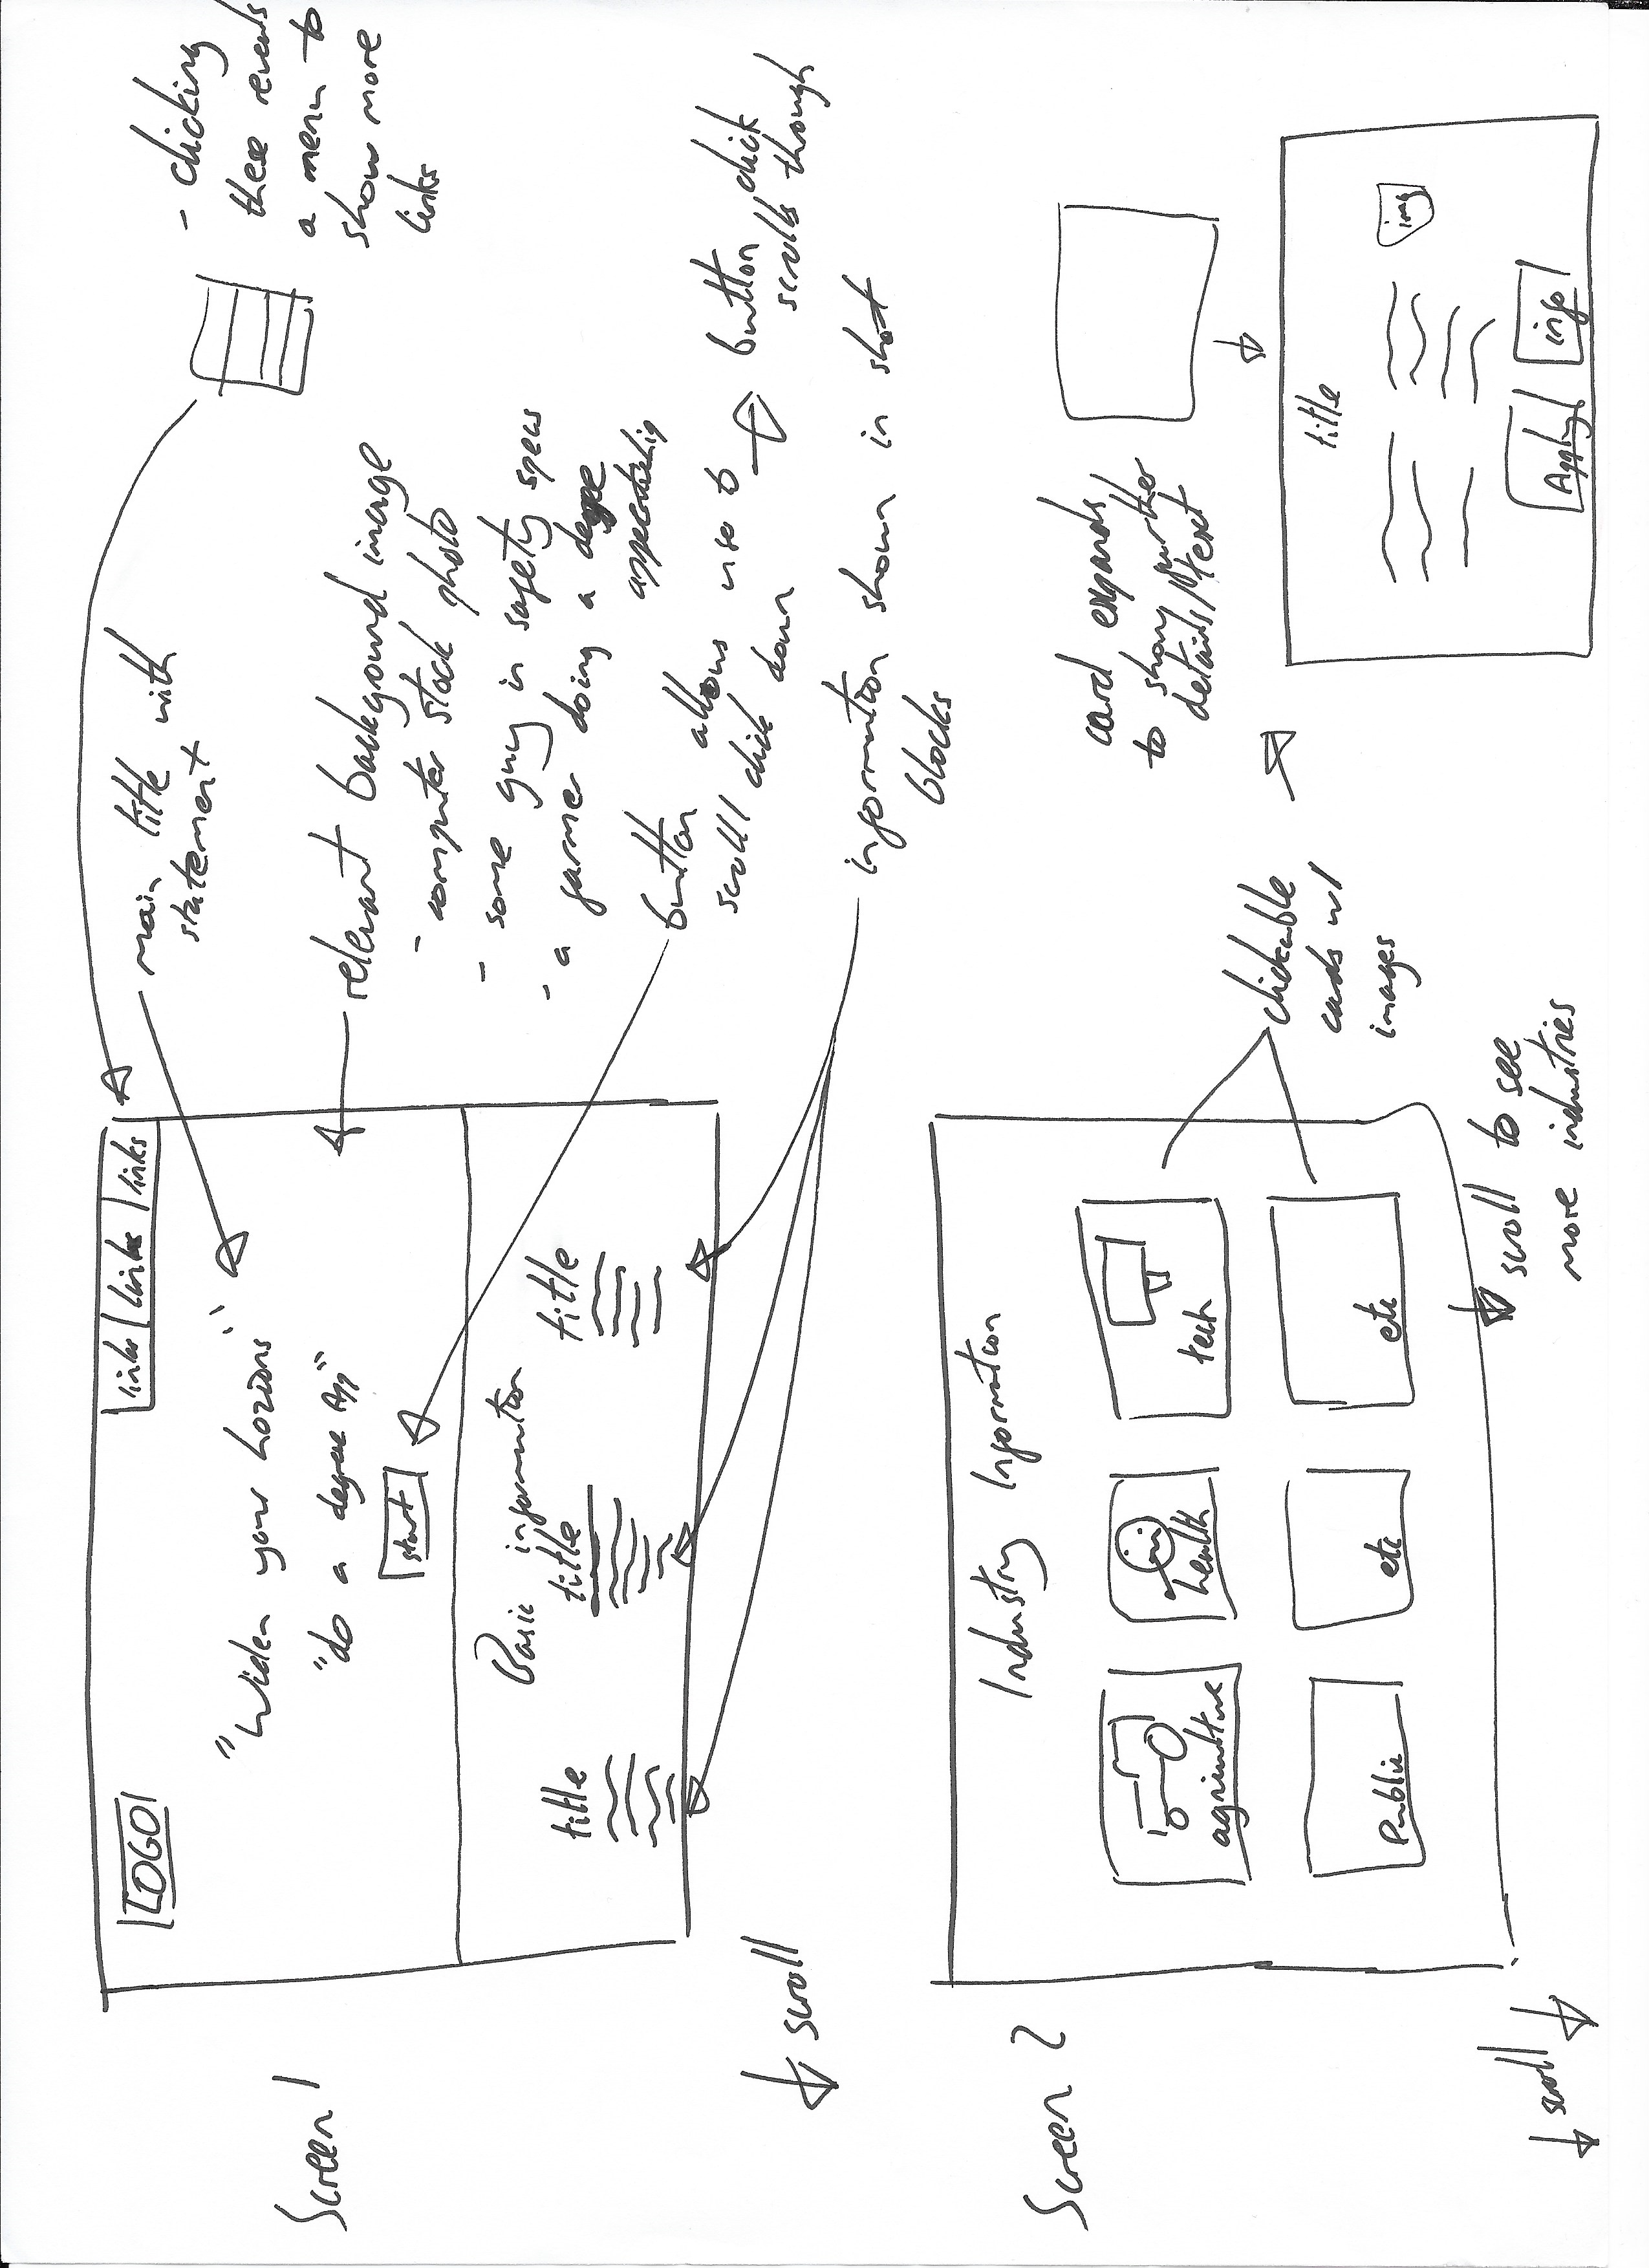 Screen 1
LOGO
links links links
"Widen your horizons"
"do a degree App"
start
Basic information
title
title
title
- clicking
these reveals
a menu to
show more
links
main title with
statement
relevant background image
- computer stock photo
- some guy in safety specs
- a farmer doing a degree
apprenticeship
button allows use to
scroll click down
button click
scrolls through
information shown in short
blocks
scroll
Screen 2
Industry Information
agriculture
health
tech
Public
etc
etc
clickable
cards w/
images
scroll to see
more industries
scroll
card expands
to show further
details/text
title
img
Apply
info